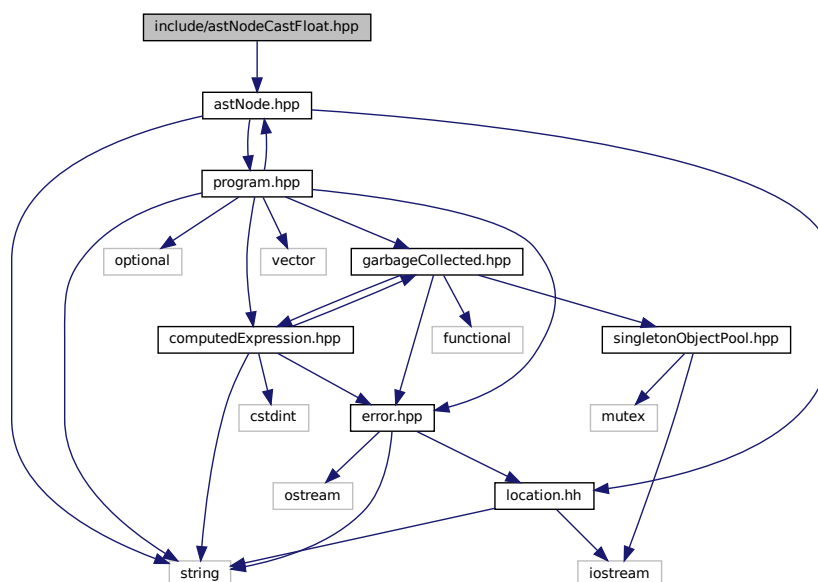 include/astNodeCastFloat.hpp
astNode.hpp
program.hpp
optional
vector
garbageCollected.hpp
computedExpression.hpp
functional
singletonObjectPool.hpp
cstdint
error.hpp
mutex
ostream
location.hh
string
iostream